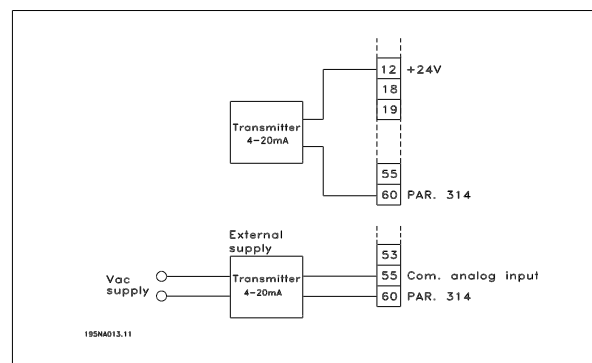 12 +24V
18
19
Transmitter
4-20mA
55
60 PAR. 314
External
supply
53
Vac
supply
Transmitter
4-20mA
55 Com. analog input
60 PAR. 314
195NA013.11